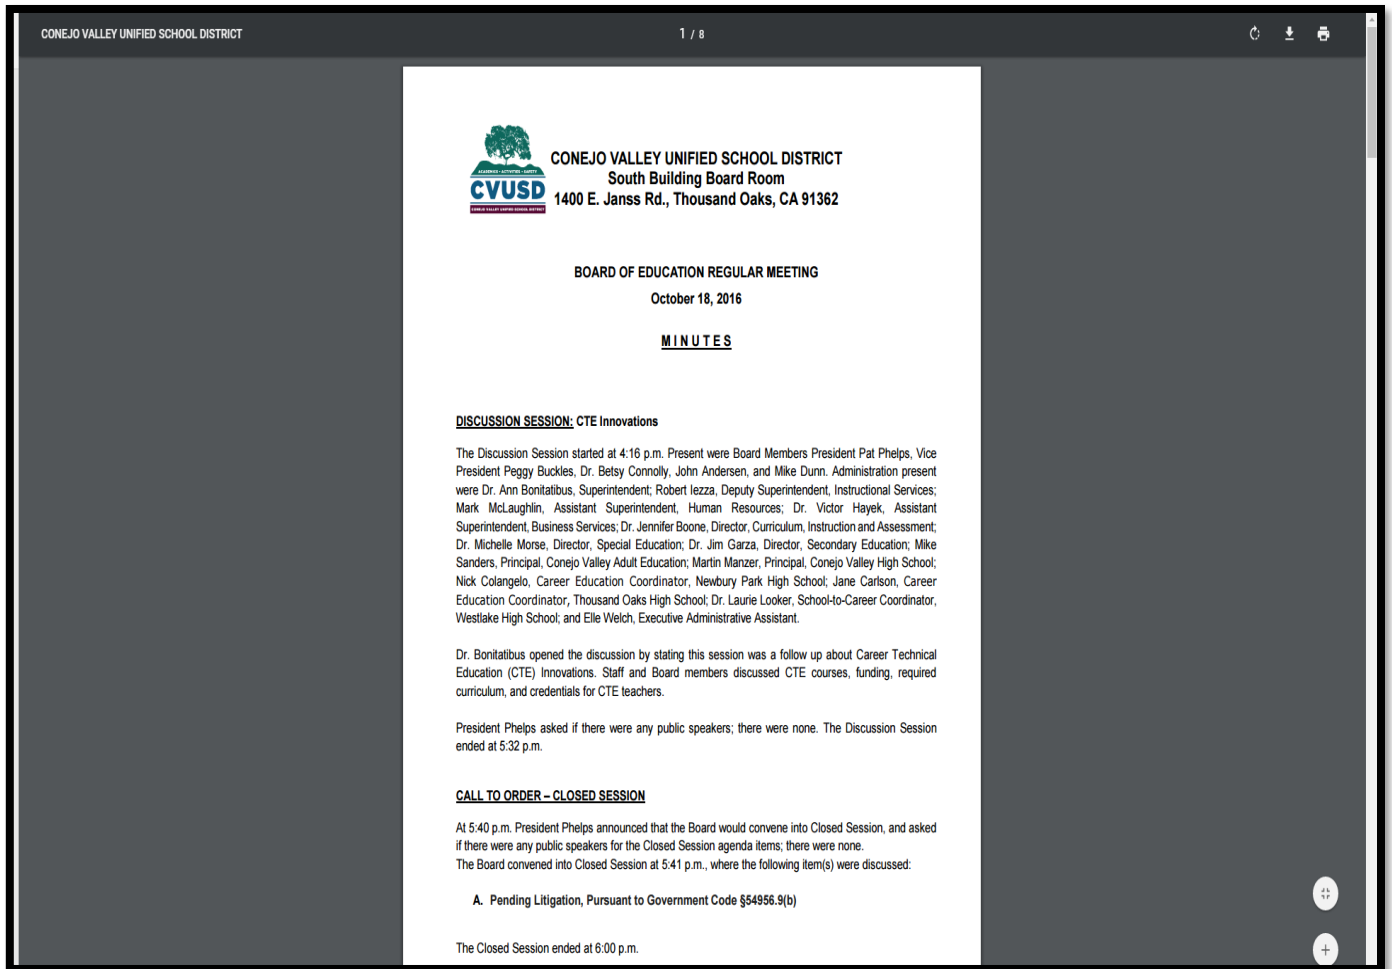 CONEJO VALLEY UNIFIED SCHOOL DISTRICT
1 / 8
ACADEMICS • ACTIVITIES • SAFETY
CVUSD
CONEJO VALLEY UNIFIED SCHOOL DISTRICT
CONEJO VALLEY UNIFIED SCHOOL DISTRICT
South Building Board Room
1400 E. Janss Rd., Thousand Oaks, CA 91362
BOARD OF EDUCATION REGULAR MEETING
October 18, 2016
MINUTES
DISCUSSION SESSION: CTE Innovations
The Discussion Session started at 4:16 p.m. Present were Board Members President Pat Phelps, Vice
President Peggy Buckles, Dr. Betsy Connolly, John Andersen, and Mike Dunn. Administration present
were Dr. Ann Bonitatibus, Superintendent; Robert Iezza, Deputy Superintendent, Instructional Services;
Mark McLaughlin, Assistant Superintendent, Human Resources; Dr. Victor Hayek, Assistant
Superintendent, Business Services; Dr. Jennifer Boone, Director, Curriculum, Instruction and Assessment;
Dr. Michelle Morse, Director, Special Education; Dr. Jim Garza, Director, Secondary Education; Mike
Sanders, Principal, Conejo Valley Adult Education; Martin Manzer, Principal, Conejo Valley High School;
Nick Colangelo, Career Education Coordinator, Newbury Park High School; Jane Carlson, Career
Education Coordinator, Thousand Oaks High School; Dr. Laurie Looker, School-to-Career Coordinator,
Westlake High School; and Elle Welch, Executive Administrative Assistant.
Dr. Bonitatibus opened the discussion by stating this session was a follow up about Career Technical
Education (CTE) Innovations. Staff and Board members discussed CTE courses, funding, required
curriculum, and credentials for CTE teachers.
President Phelps asked if there were any public speakers; there were none. The Discussion Session
ended at 5:32 p.m.
CALL TO ORDER – CLOSED SESSION
At 5:40 p.m. President Phelps announced that the Board would convene into Closed Session, and asked
if there were any public speakers for the Closed Session agenda items; there were none.
The Board convened into Closed Session at 5:41 p.m., where the following item(s) were discussed:
A. Pending Litigation, Pursuant to Government Code §54956.9(b)
The Closed Session ended at 6:00 p.m.